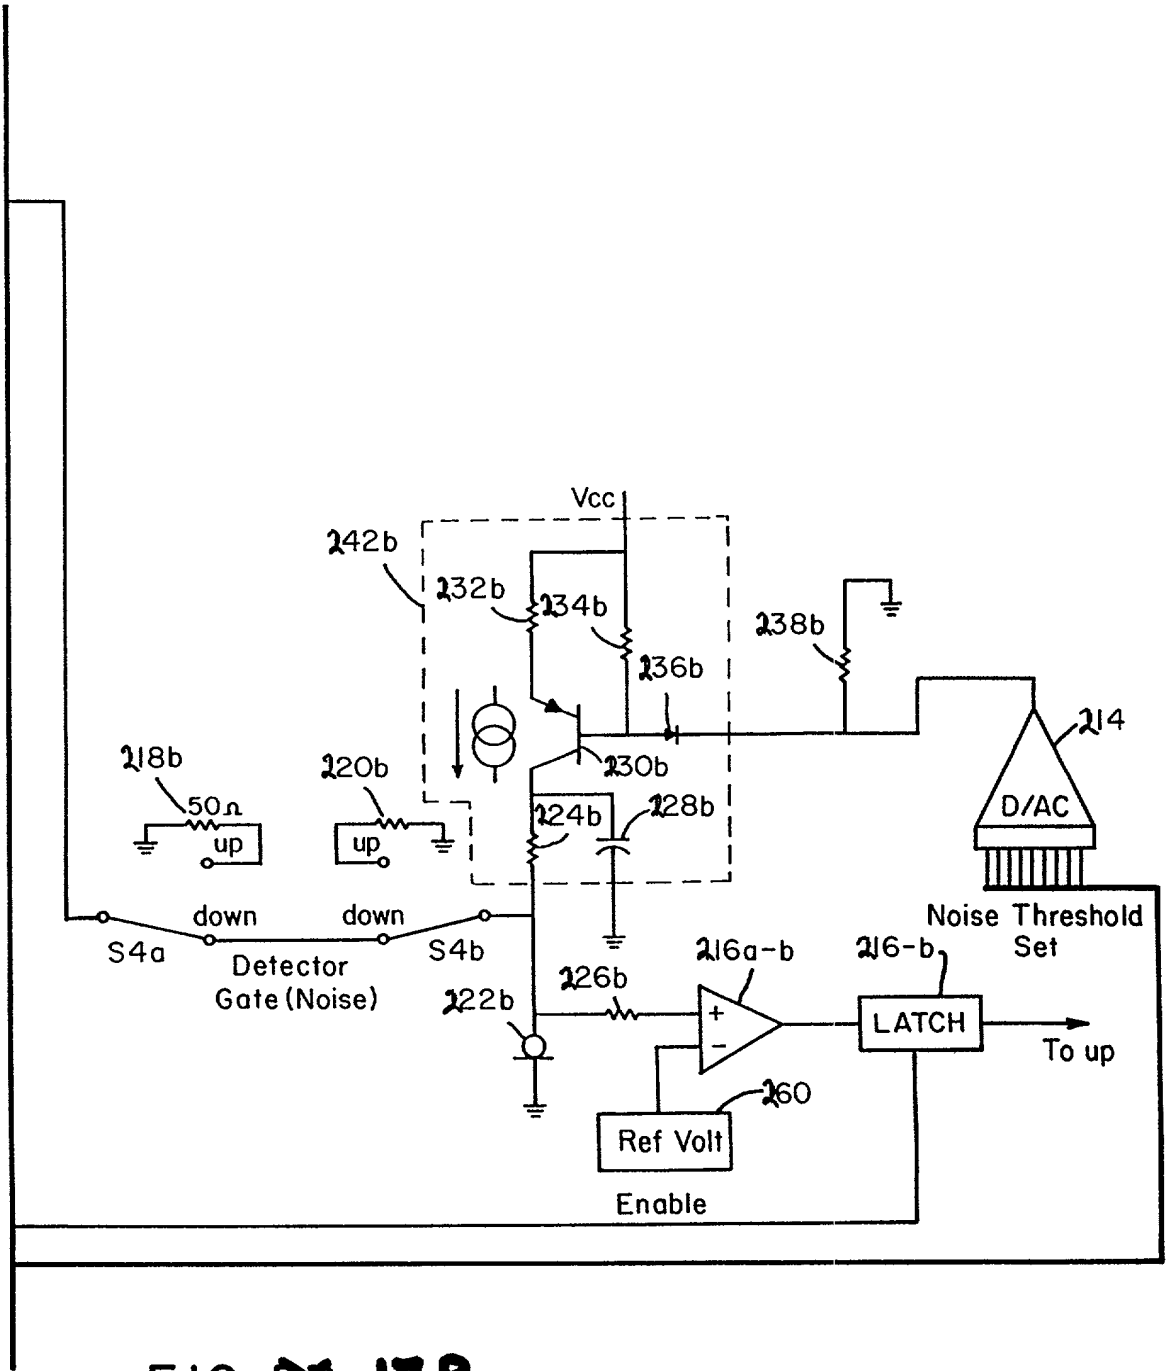 Vcc
242b
232b
234b
238b
236b
214
218b
220b
230b
50Ω
224b
228b
D/AC
up
up
down
down
Noise Threshold
Set
S4a
S4b
Detector
Gate (Noise)
216a-b
216-b
226b
222b
+
LATCH
−
To up
260
Ref Volt
Enable